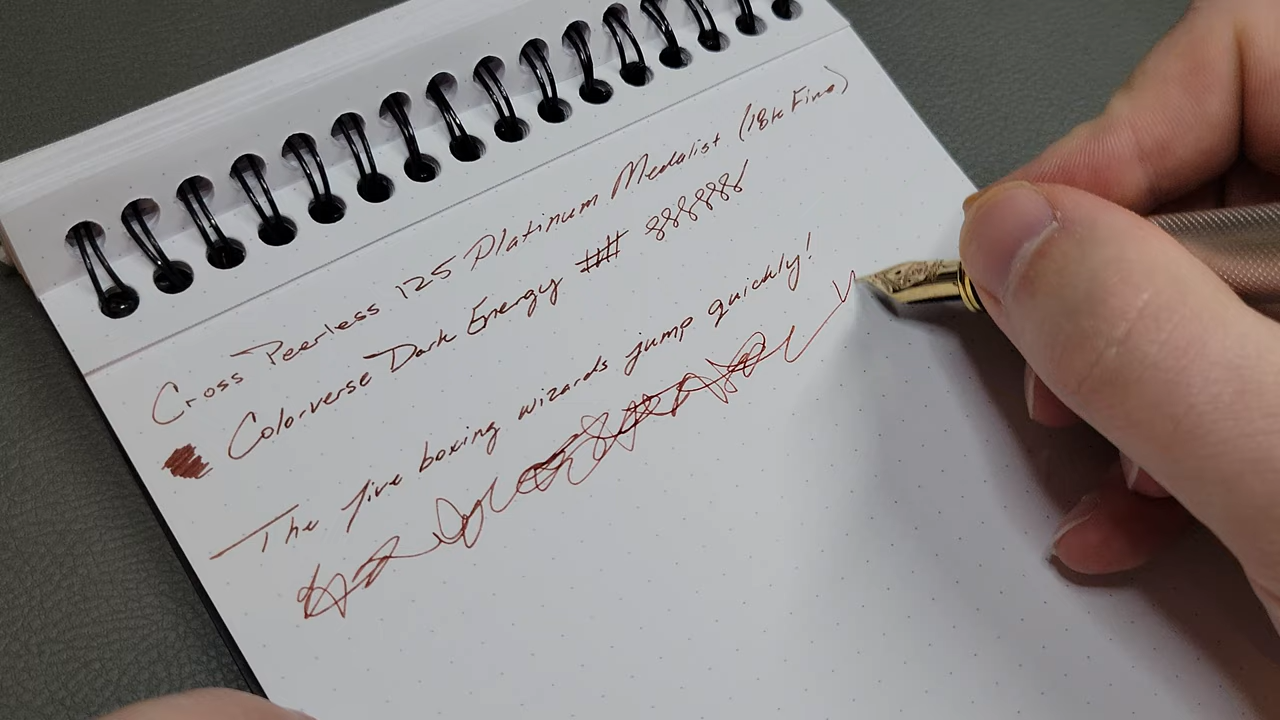 Cross Peerless 125 Platinum Medalist (18k Fine)
Colorverse Dark Energy ## 888888
The five boxing wizards jump quickly!